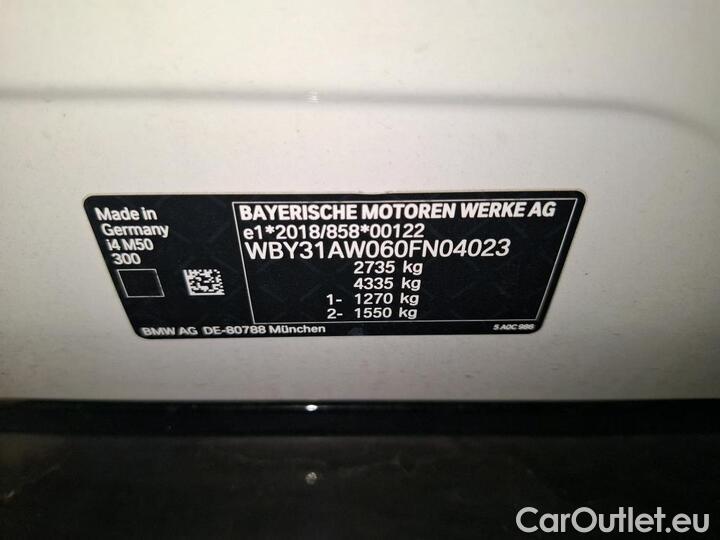 Made in
Germany
i4 M50
300
BAYERISCHE MOTOREN WERKE AG
e1*2018/858*00122
WBY31AW060FN04023
2735 kg
4335 kg
1- 1270 kg
2- 1550 kg
BMW AG DE-80788 München
5 A0C 986
CarOutlet.eu